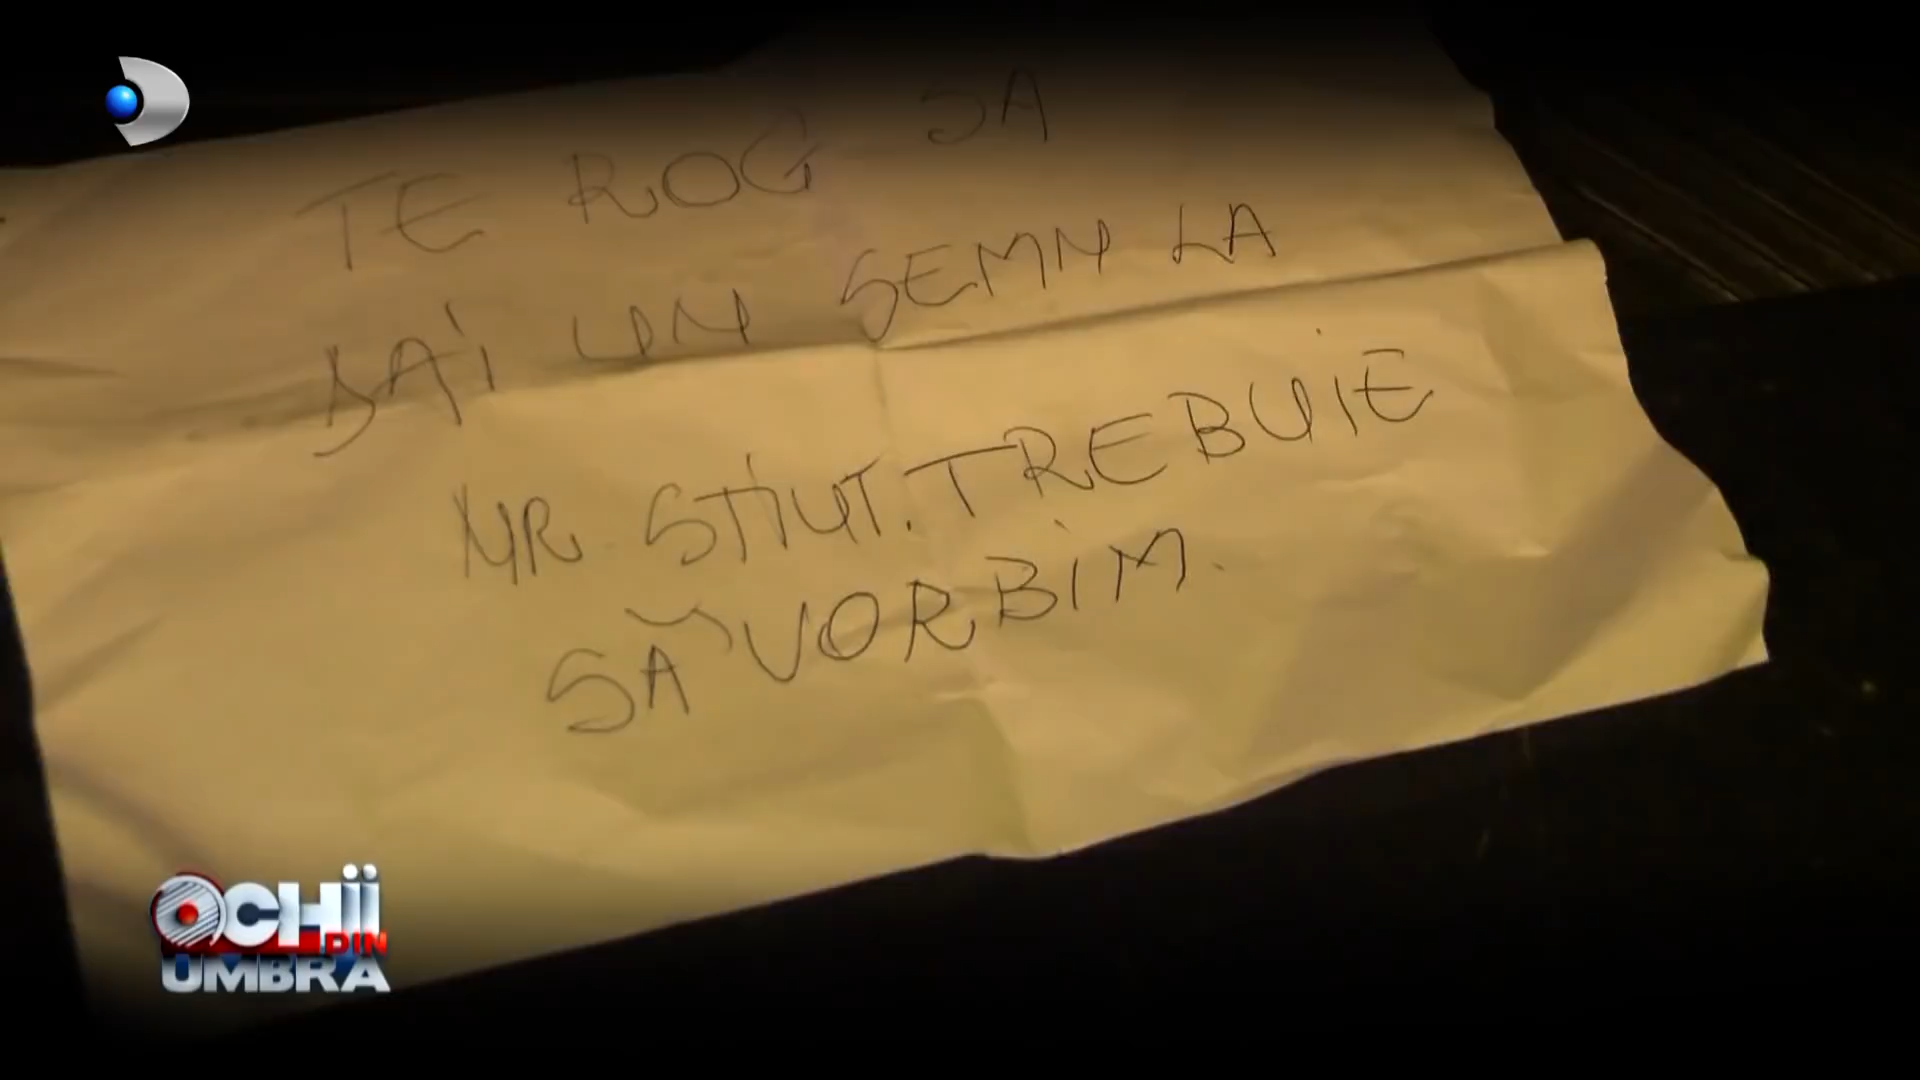 TE ROG SA
DAI UN SEMN LA
NR STIUT. TREBUIE
SĂ VORBIM.
OCHII
DIN
UMBRA